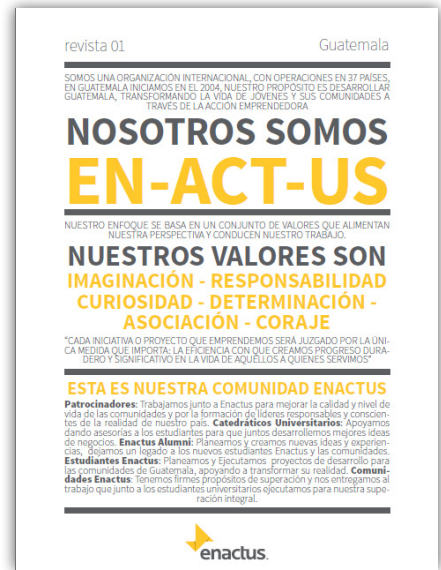 revista 01
Guatemala
SOMOS UNA ORGANIZACIÓN INTERNACIONAL, CON OPERACIONES EN 37 PAÍSES,
EN GUATEMALA INICIAMOS EN EL 2004, NUESTRO PROPÓSITO ES DESARROLLAR
GUATEMALA, TRANSFORMANDO LA VIDA DE JÓVENES Y SUS COMUNIDADES A
TRAVÉS DE LA ACCIÓN EMPRENDEDORA
NOSOTROS SOMOS
EN-ACT-US
NUESTRO ENFOQUE SE BASA EN UN CONJUNTO DE VALORES QUE ALIMENTAN
NUESTRA PERSPECTIVA Y CONDUCEN NUESTRO TRABAJO.
NUESTROS VALORES SON
IMAGINACIÓN - RESPONSABILIDAD
CURIOSIDAD - DETERMINACIÓN -
ASOCIACIÓN - CORAJE
"CADA INICIATIVA O PROYECTO QUE EMPRENDEMOS SERÁ JUZGADO POR LA ÚNI-
CA MEDIDA QUE IMPORTA: LA EFICIENCIA CON QUE CREAMOS PROGRESO DURA-
DERO Y SIGNIFICATIVO EN LA VIDA DE AQUELLOS A QUIENES SERVIMOS"
ESTA ES NUESTRA COMUNIDAD ENACTUS
Patrocinadores: Trabajamos junto a Enactus para mejorar la calidad y nivel de
vida de las comunidades y por la formación de líderes responsables y conscien-
tes de la realidad de nuestro país. Catedráticos Universitarios: Apoyamos
dando asesorías a los estudiantes para que juntos desarrollemos mejores ideas
de negocios. Enactus Alumni: Planeamos y creamos nuevas ideas y experien-
cias, dejamos un legado a los nuevos estudiantes Enactus y las comunidades.
Estudiantes Enactus: Planeamos y Ejecutamos proyectos de desarrollo para
las comunidades de Guatemala, apoyando a transformar su realidad. Comuni-
dades Enactus: Tenemos firmes propósitos de superación y nos entregamos al
trabajo que junto a los estudiantes universitarios ejecutamos para nuestra supe-
ración integral.
enactus.